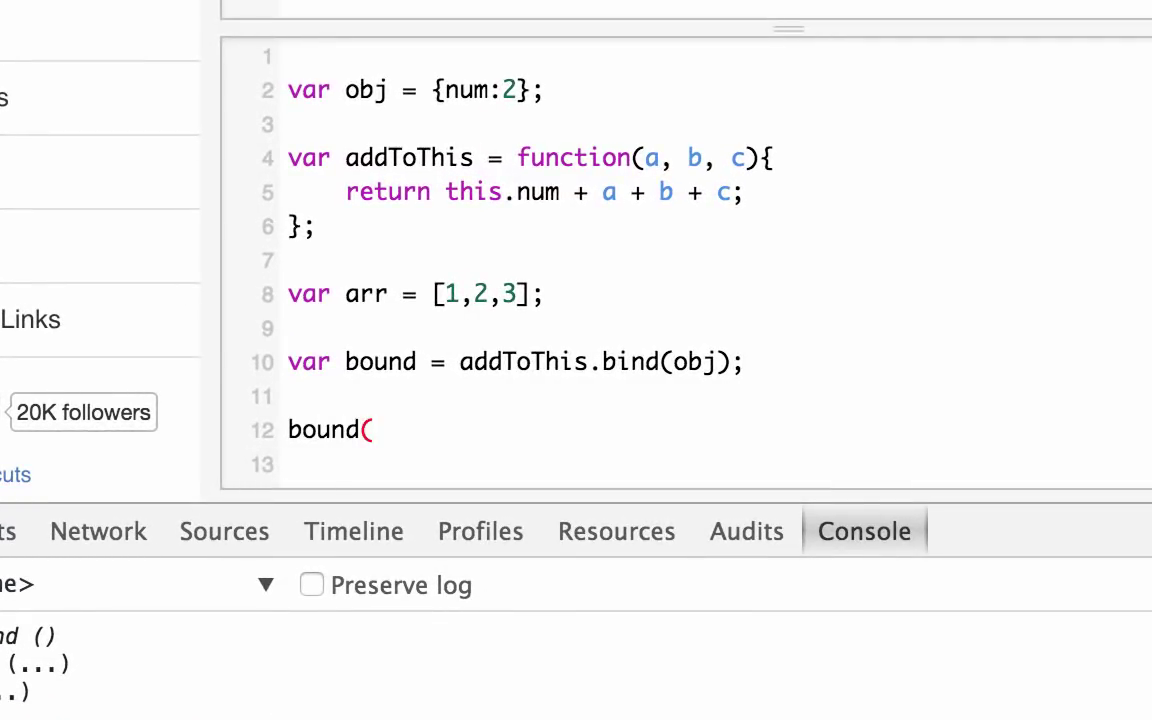 1
2 var obj = {num:2};
3
4 var addToThis = function(a, b, c){
5 return this.num + a + b + c;
6 };
7
8 var arr = [1,2,3];
9
10 var bound = addToThis.bind(obj);
11
12 bound(
13
s
Links
20K followers
cuts
ts Network Sources Timeline Profiles Resources Audits Console
ne> ▼ Preserve log
nd ()
(...)
..)